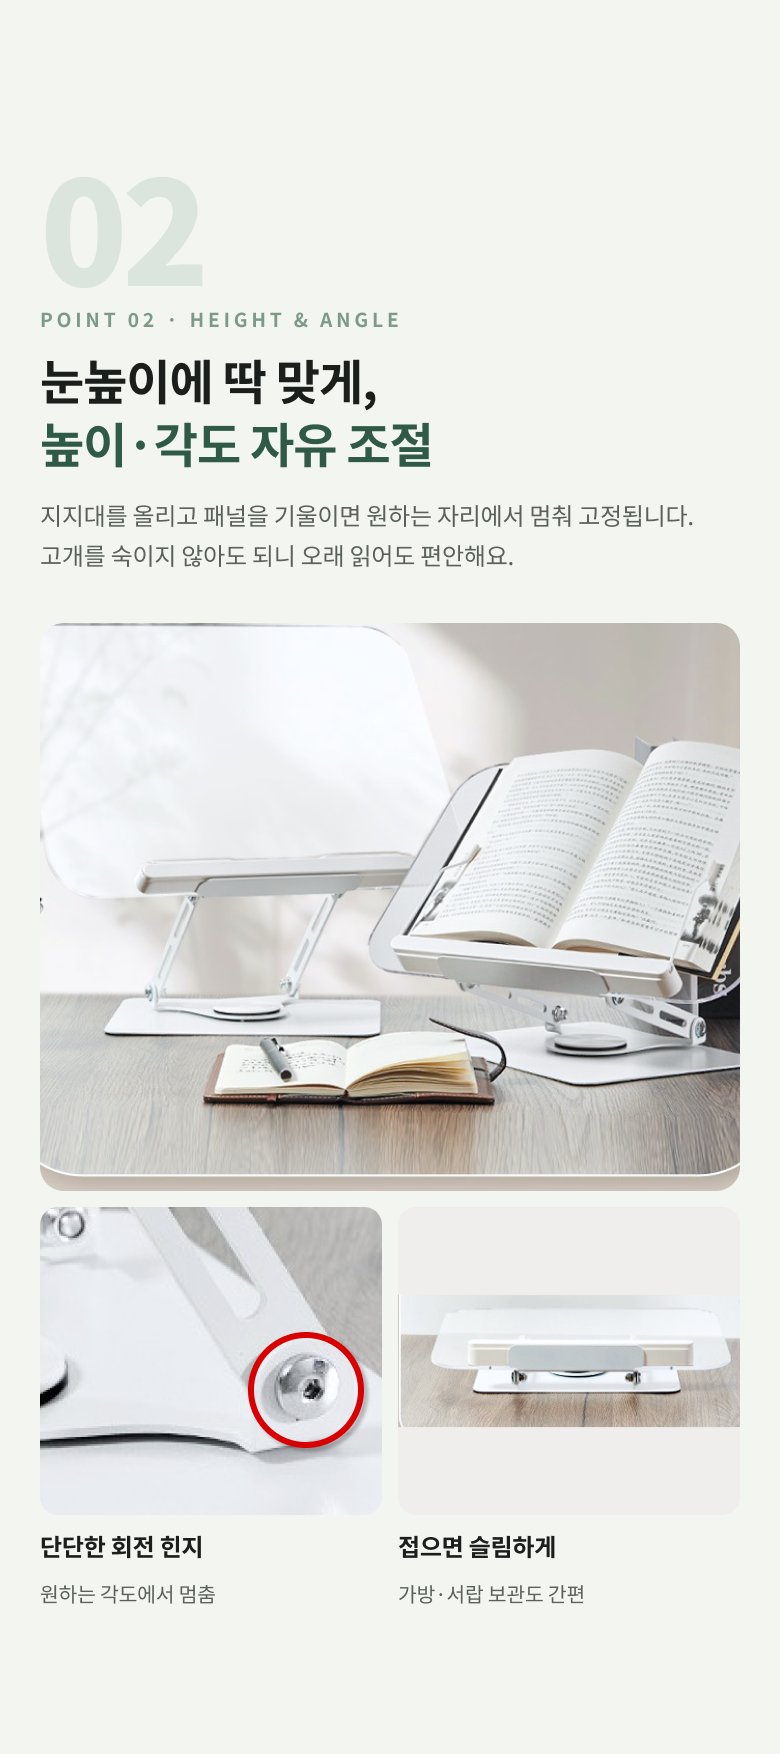 02
POINT 02 · HEIGHT & ANGLE
눈높이에 딱 맞게,
높이·각도 자유 조절
지지대를 올리고 패널을 기울이면 원하는 자리에서 멈춰 고정됩니다.
고개를 숙이지 않아도 되니 오래 읽어도 편안해요.
단단한 회전 힌지
접으면 슬림하게
원하는 각도에서 멈춤
가방·서랍 보관도 간편